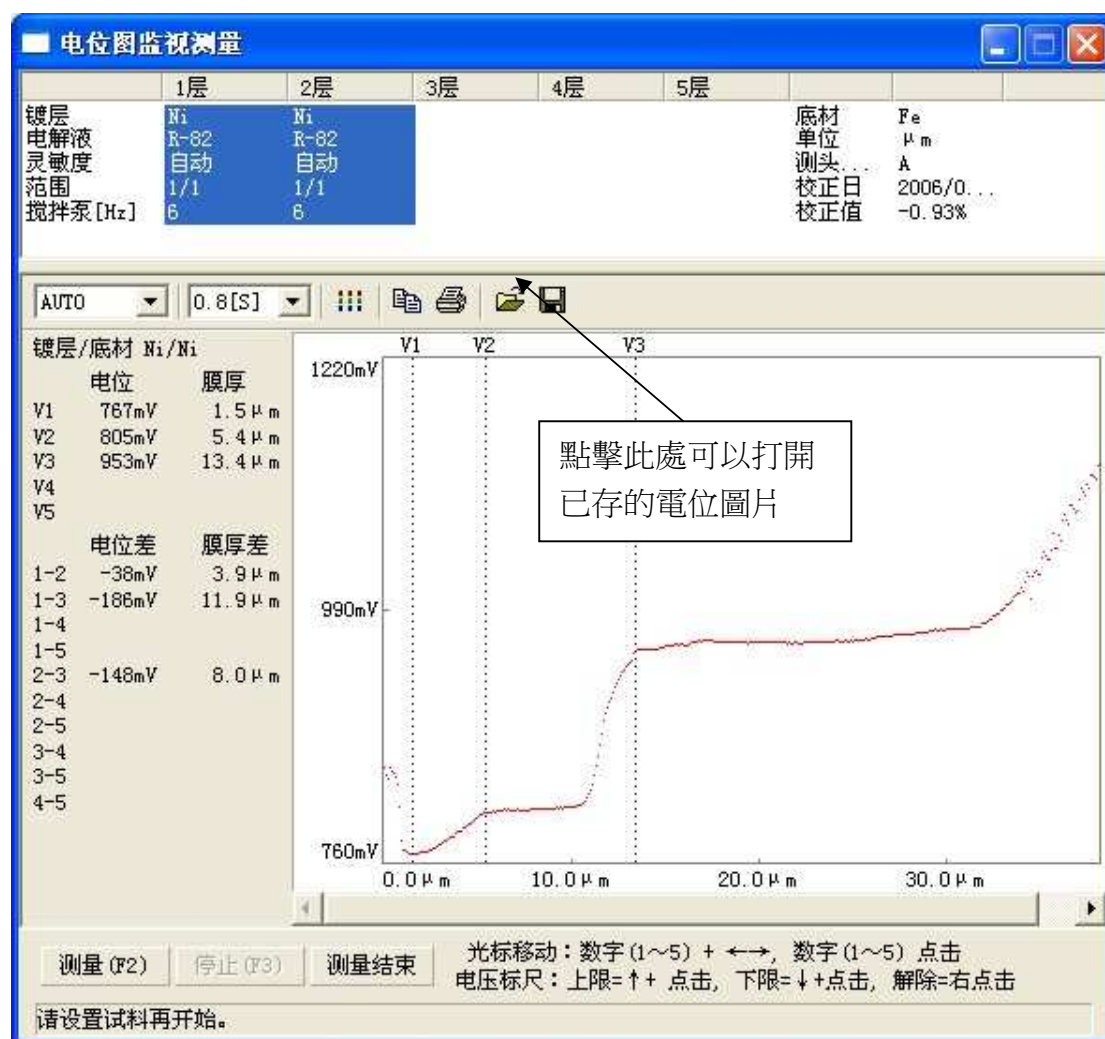 电位图监视测量
1层 2层 3层 4层 5层
镀层 Ni Ni 底材 Fe
电解液 R-82 R-82 单位 μm
灵敏度 自动 自动 测头... A
范围 1/1 1/1 校正日 2006/0...
搅拌泵[Hz] 6 6 校正值 -0.93%
AUTO 0.8[S]
镀层/底材 Ni/Ni
电位 膜厚
V1 767mV 1.5μm
V2 805mV 5.4μm
V3 953mV 13.4μm
V4
V5
电位差 膜厚差
1-2 -38mV 3.9μm
1-3 -186mV 11.9μm
1-4
1-5
2-3 -148mV 8.0μm
2-4
2-5
3-4
3-5
4-5
V1 V2 V3
1220mV
990mV
760mV
0.0μm 10.0μm 20.0μm 30.0μm
點擊此處可以打開
已存的電位圖片
测量(F2) 停止(F3) 测量结束
光标移动：数字(1～5) + ←→, 数字(1～5) 点击
电压标尺：上限=↑+ 点击, 下限=↓+点击, 解除=右点击
请设置试料再开始。